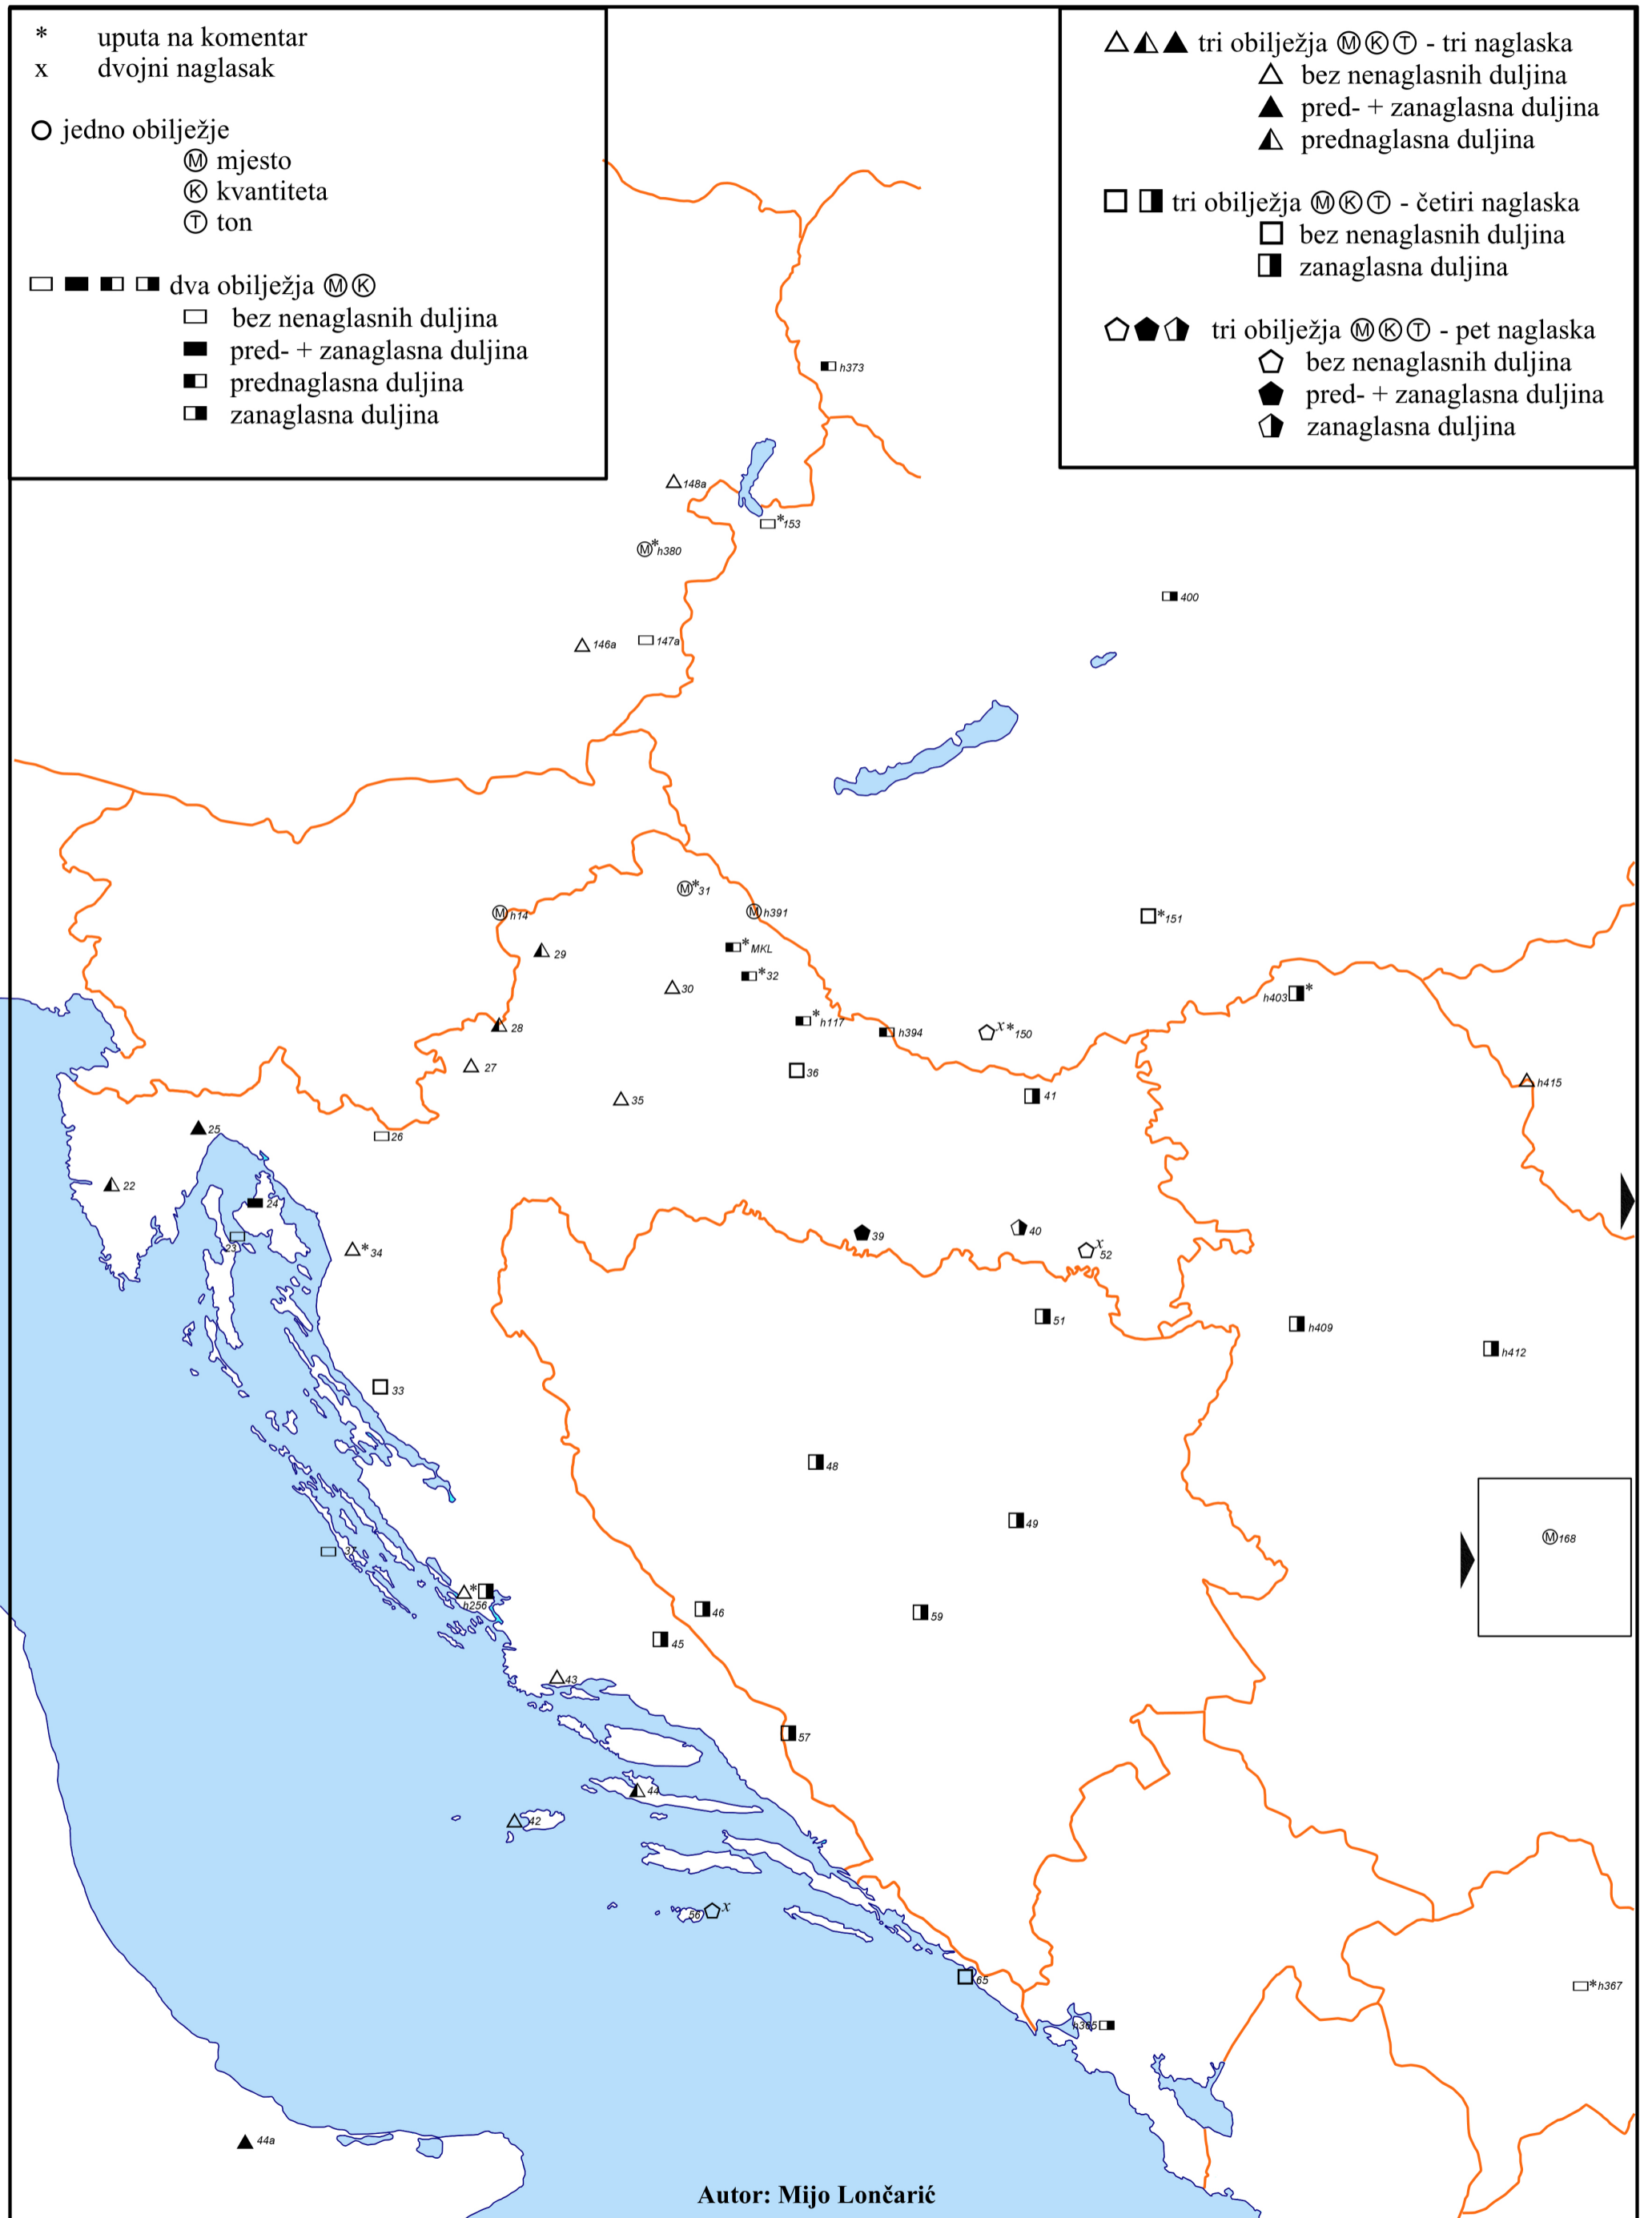 * uputa na komentar
x dvojni naglasak
jedno obilježje
Ⓜ mjesto
Ⓚ kvantiteta
Ⓣ ton
dva obilježja ⓂⓀ
bez nenaglasnih duljina
pred- + zanaglasna duljina
prednaglasna duljina
zanaglasna duljina
tri obilježja ⓂⓀⓉ - tri naglaska
bez nenaglasnih duljina
pred- + zanaglasna duljina
prednaglasna duljina
tri obilježja ⓂⓀⓉ - četiri naglaska
bez nenaglasnih duljina
zanaglasna duljina
tri obilježja ⓂⓀⓉ - pet naglaska
bez nenaglasnih duljina
pred- + zanaglasna duljina
zanaglasna duljina
h373
148a
*153
Ⓜ*h380
400
146a
147a
Ⓜ*31
Ⓜh14
Ⓜh391
*151
29
*MKL
*32
30
h403*
*h117
28
h394
x*150
27
36
h415
35
41
25
26
22
24
23
*34
39
40
x
52
51
h409
h412
33
48
49
Ⓜ168
37
*
h256
46
59
45
43
57
44
42
56 x
65
*h367
h365
44a
Autor: Mijo Lončarić